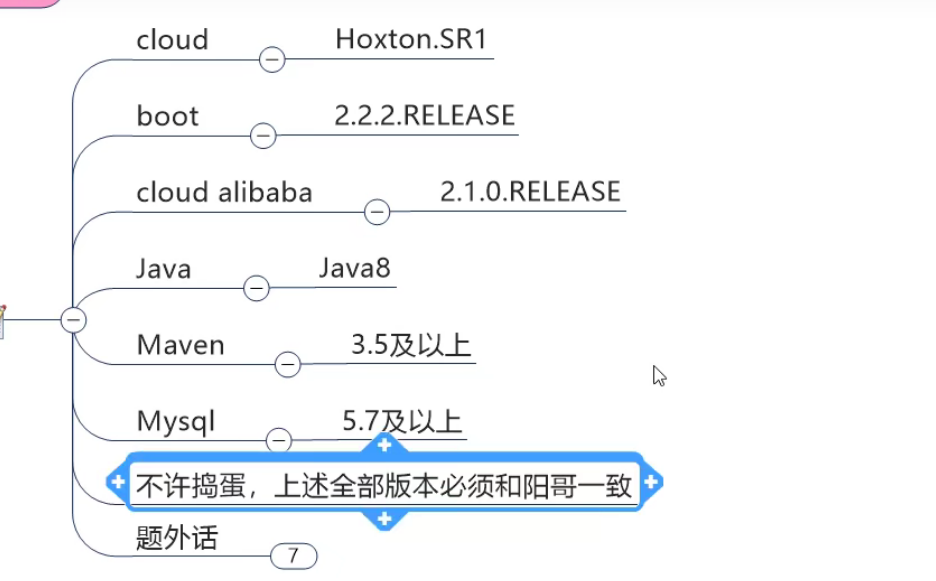 cloud
Hoxton.SR1
boot
2.2.2.RELEASE
cloud alibaba
2.1.0.RELEASE
Java
Java8
Maven
3.5及以上
Mysql
5.7及以上
不许捣蛋，上述全部版本必须和阳哥一致
题外话
7